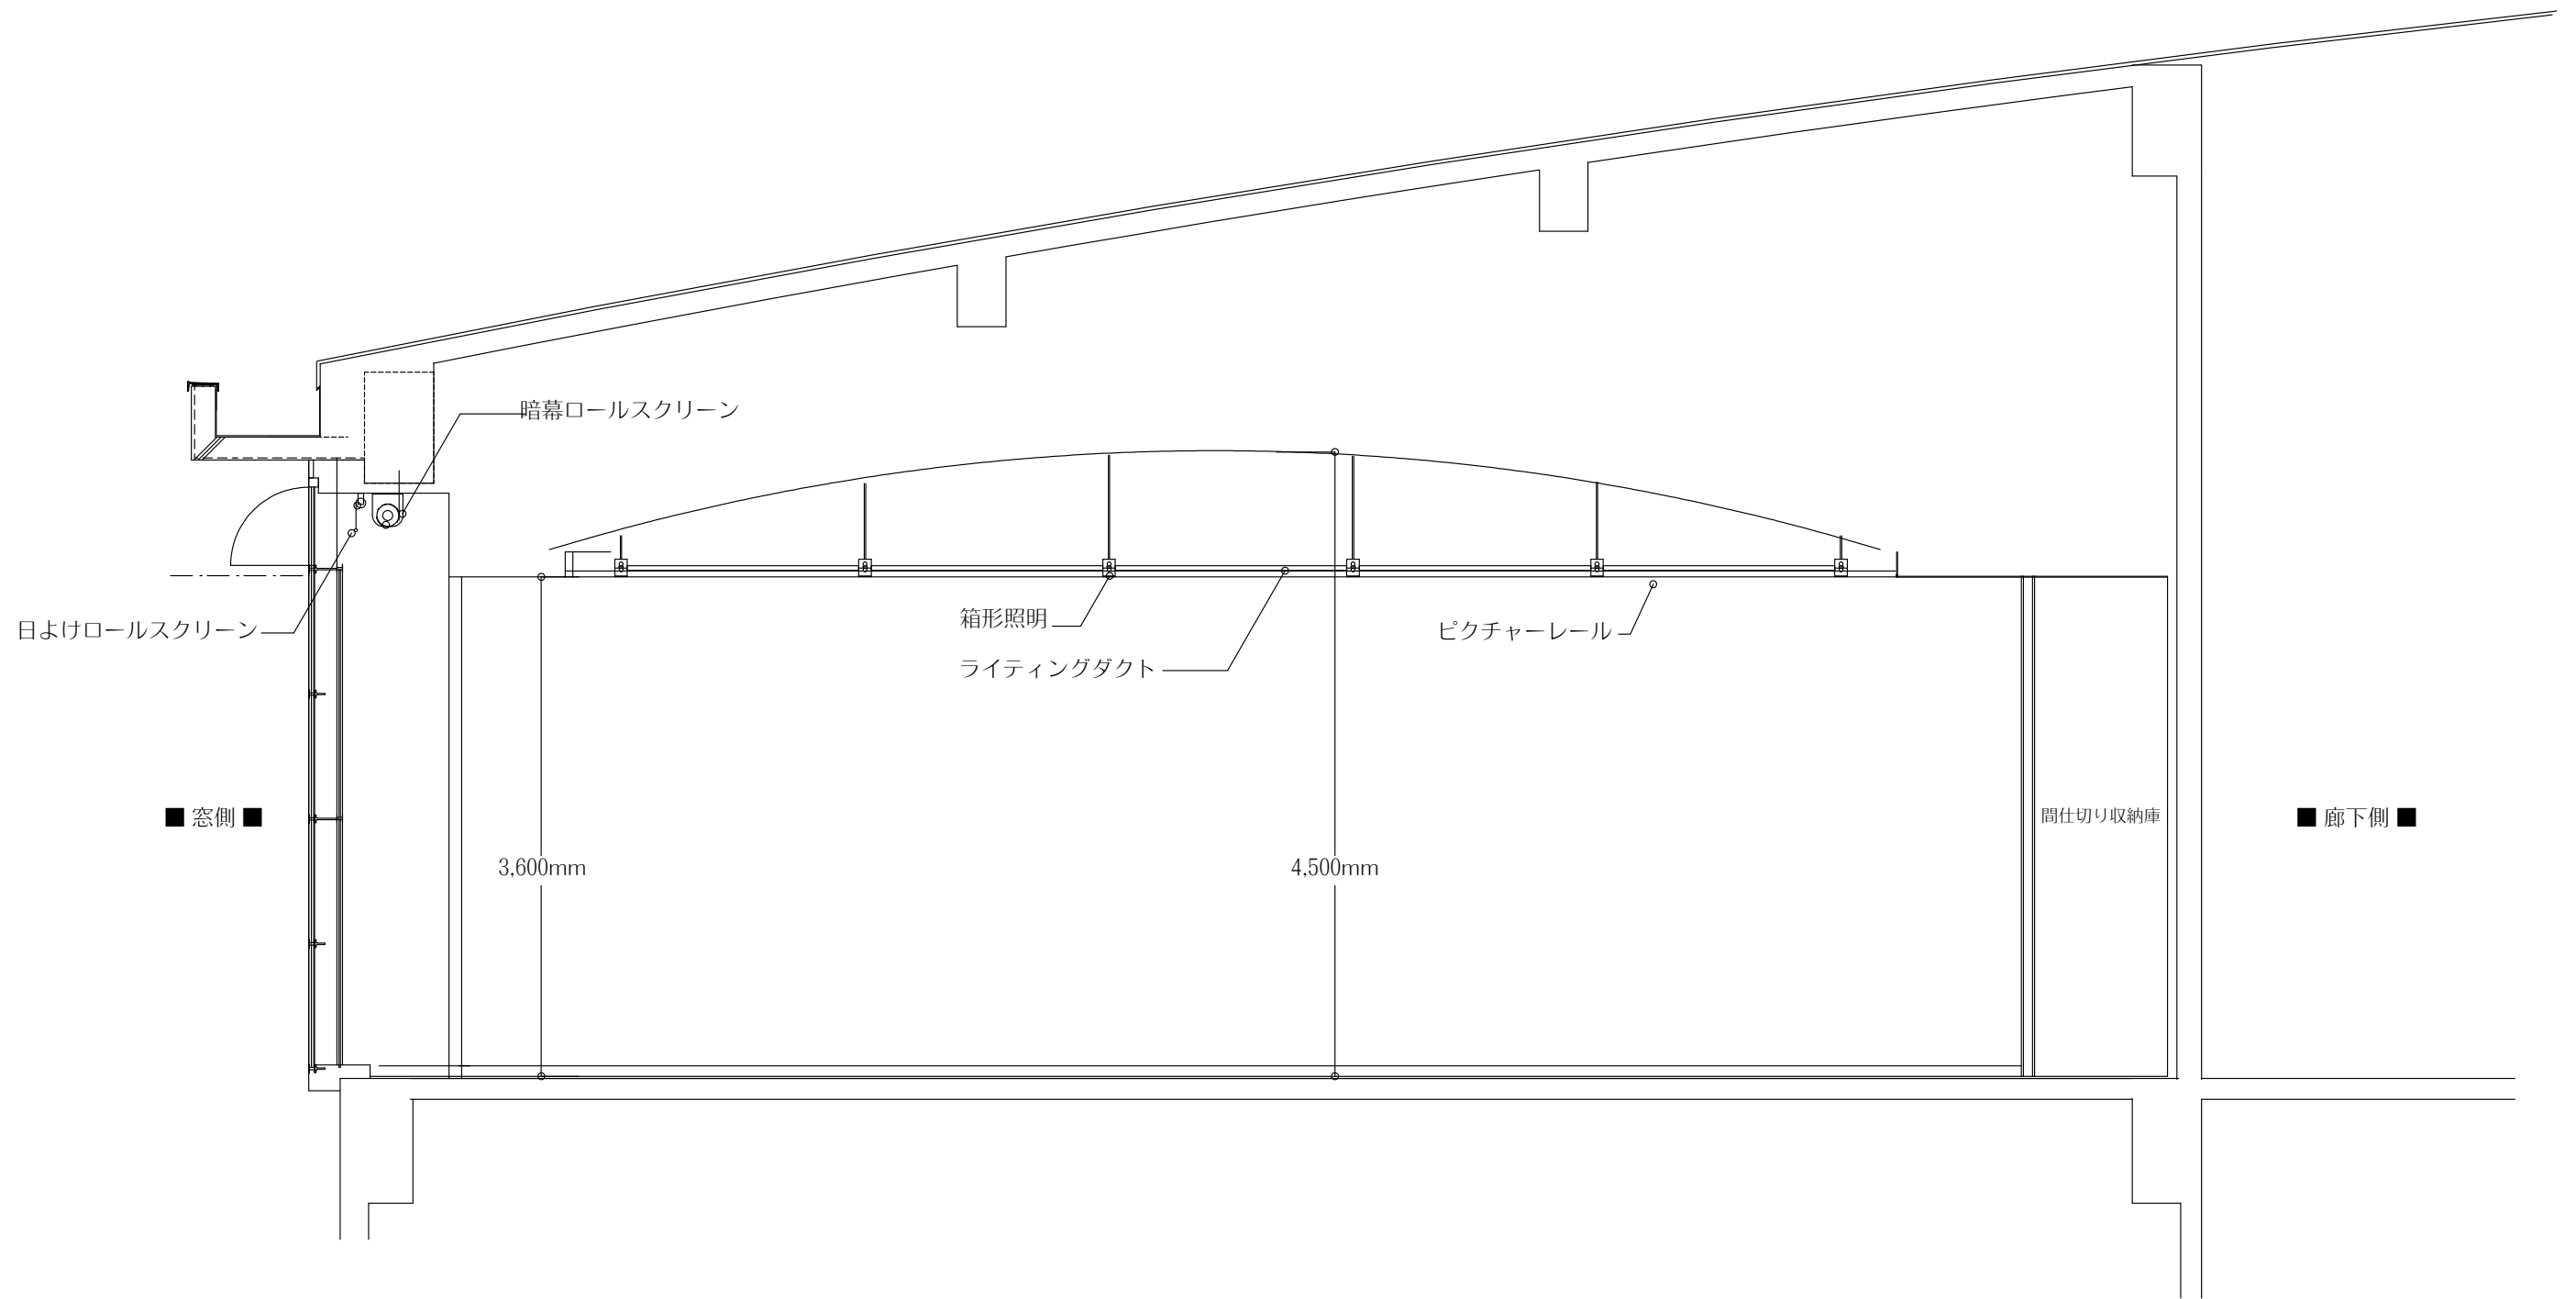 暗幕ロールスクリーン
箱形照明
日よけロールスクリーン
ピクチャーレール
ライティングダクト
■ 窓側 ■
間仕切り収納庫
■ 廊下側 ■
3,600mm
4,500mm